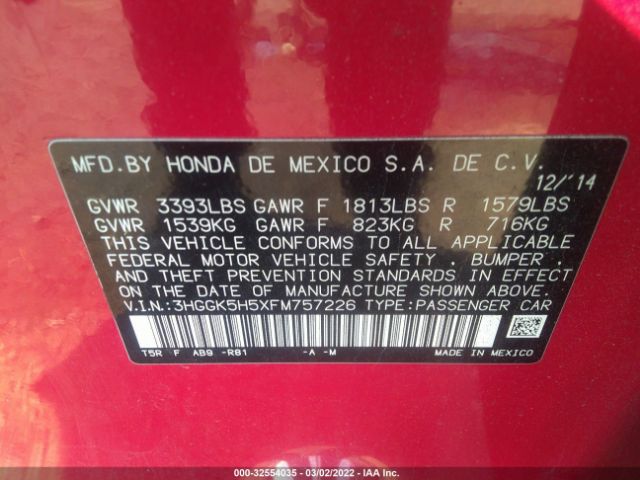 MFD.BY HONDA DE MEXICO S.A. DE C.V.
12/'14
GVWR 3393LBS GAWR F 1813LBS R 1579LBS
GVWR 1539KG GAWR F 823KG R 716KG
THIS VEHICLE CONFORMS TO ALL APPLICABLE
FEDERAL MOTOR VEHICLE SAFETY . BUMPER .
AND THEFT PREVENTION STANDARDS IN EFFECT
ON THE DATE OF MANUFACTURE SHOWN ABOVE.
V.I.N.:3HGGK5H5XFM757226 TYPE:PASSENGER CAR
T5R F AB9 -R81 -A -M MADE IN MEXICO
000-32554035 - 03/02/2022 - IAA Inc.